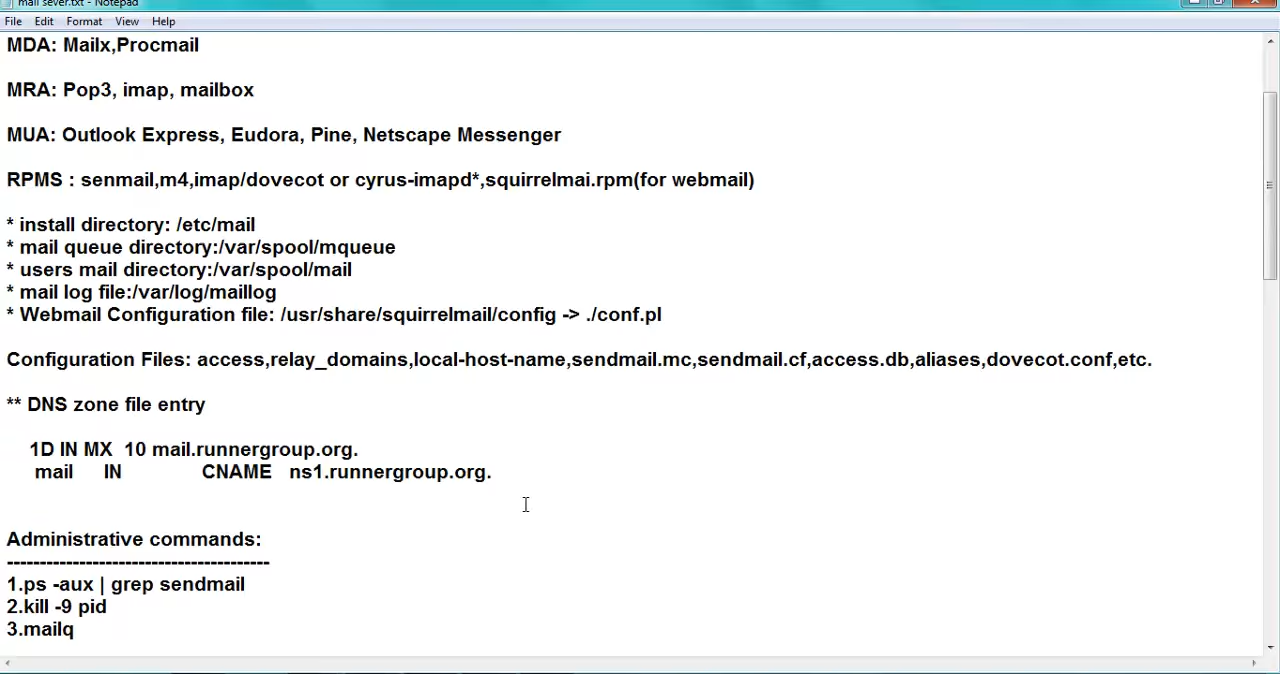 mail sever.txt - Notepad
File Edit Format View Help
MDA: Mailx,Procmail
MRA: Pop3, imap, mailbox
MUA: Outlook Express, Eudora, Pine, Netscape Messenger
RPMS : senmail,m4,imap/dovecot or cyrus-imapd*,squirrelmai.rpm(for webmail)
* install directory: /etc/mail
* mail queue directory:/var/spool/mqueue
* users mail directory:/var/spool/mail
* mail log file:/var/log/maillog
* Webmail Configuration file: /usr/share/squirrelmail/config -> ./conf.pl
Configuration Files: access,relay_domains,local-host-name,sendmail.mc,sendmail.cf,access.db,aliases,dovecot.conf,etc.
** DNS zone file entry
1D IN MX 10 mail.runnergroup.org.
mail IN CNAME ns1.runnergroup.org.
Administrative commands:
----------------------------------------
1.ps -aux | grep sendmail
2.kill -9 pid
3.mailq